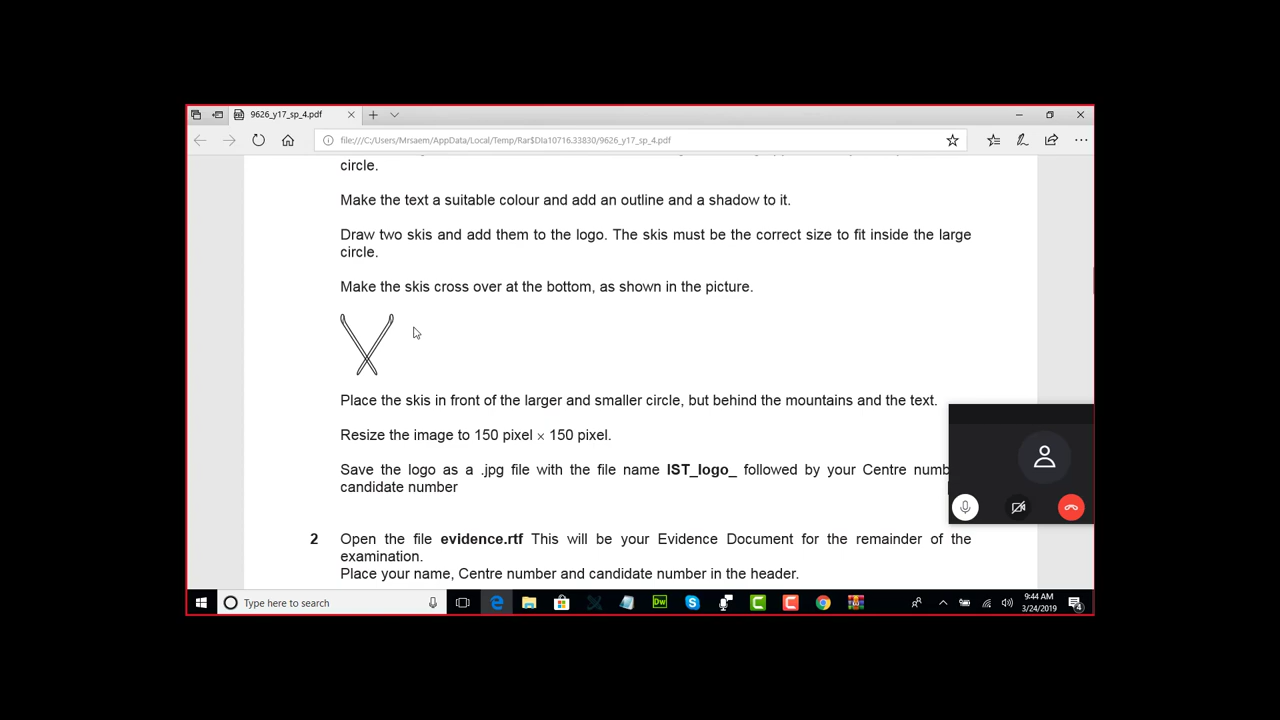 9626_y17_sp_4.pdf
file:///C:/Users/Mrsaem/AppData/Local/Temp/Rar$DIa10716.33830/9626_y17_sp_4.pdf
circle.
Make the text a suitable colour and add an outline and a shadow to it.
Draw two skis and add them to the logo. The skis must be the correct size to fit inside the large
circle.
Make the skis cross over at the bottom, as shown in the picture.
Place the skis in front of the larger and smaller circle, but behind the mountains and the text.
Resize the image to 150 pixel × 150 pixel.
Save the logo as a .jpg file with the file name IST_logo_ followed by your Centre numb
candidate number
2 Open the file evidence.rtf This will be your Evidence Document for the remainder of the
examination.
Place your name, Centre number and candidate number in the header.
Type here to search
Dw
9:44 AM
3/24/2019
4